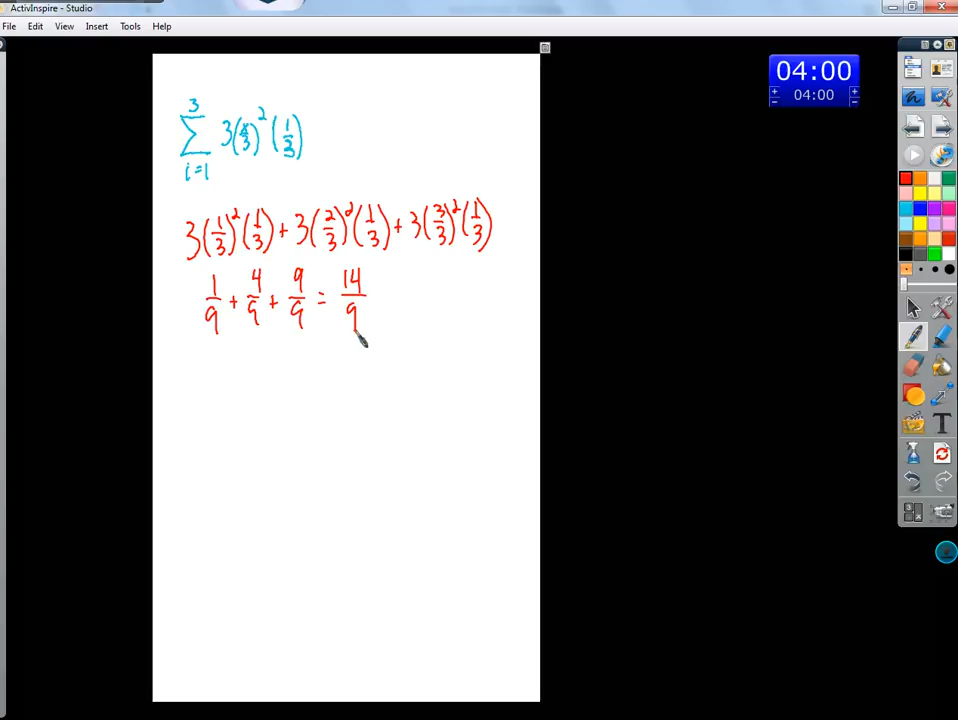 ActivInspire - Studio
File Edit View Insert Tools Help
04:00
04:00
3
∑ 3( /3)² (1/3)
i=1
3(1/3)²(1/3) + 3(2/3)²(1/3) + 3(3/3)²(1/3)
1/9 + 4/9 + 9/9 = 14/9